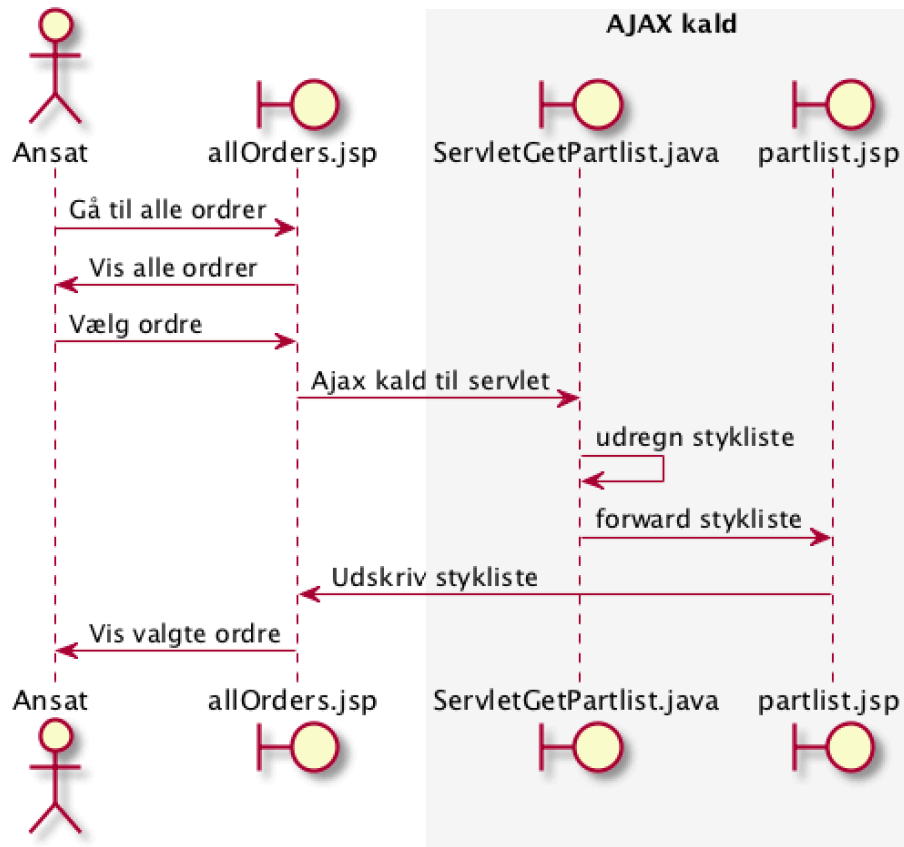 AJAX kald
Ansat allOrders.jsp ServletGetPartlist.java partlist.jsp
Gå til alle ordrer
Vis alle ordrer
Vælg ordre
Ajax kald til servlet
udregn stykliste
forward stykliste
Udskriv stykliste
Vis valgte ordre
Ansat allOrders.jsp ServletGetPartlist.java partlist.jsp